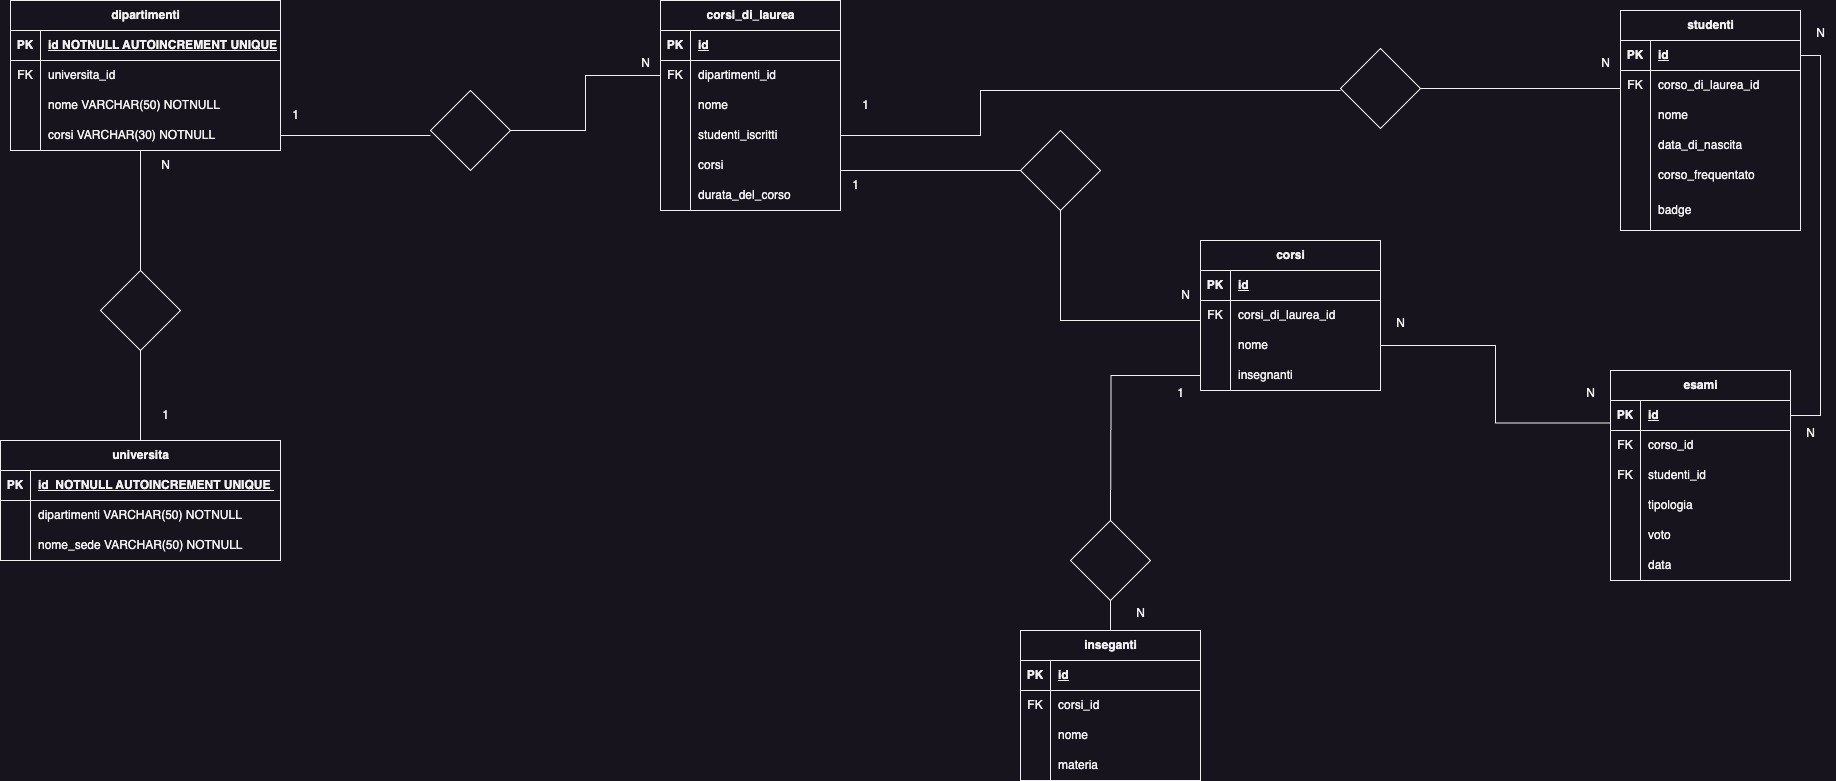 dipartimenti
PK id NOTNULL AUTOINCREMENT UNIQUE
FK universita_id
nome VARCHAR(50) NOTNULL
corsi VARCHAR(30) NOTNULL
1
N
N
1
universita
PK id NOTNULL AUTOINCREMENT UNIQUE
dipartimenti VARCHAR(50) NOTNULL
nome_sede VARCHAR(50) NOTNULL
corsi_di_laurea
PK id
FK dipartimenti_id
nome
studenti_iscritti
corsi
durata_del_corso
1
1
N
N
studenti
PK id
FK corso_di_laurea_id
nome
data_di_nascita
corso_frequentato
badge
N
N
corsi
PK id
FK corsi_di_laurea_id
nome
insegnanti
N
1
N
N
esami
PK id
FK corso_id
FK studenti_id
tipologia
voto
data
N
inseganti
PK id
FK corsi_id
nome
materia